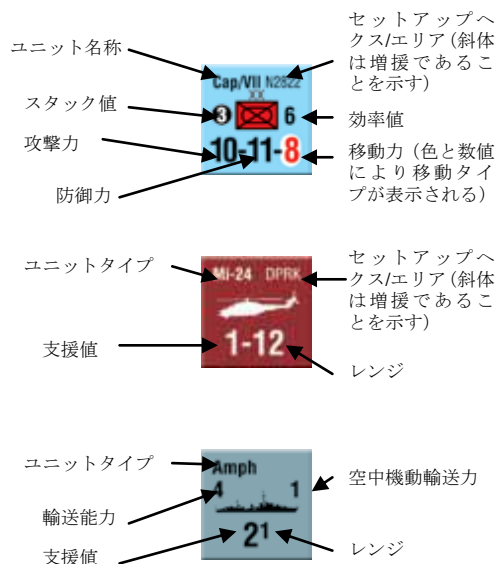 ユニット名称
スタック値
攻撃力
防御力
Cap/VII N2822
XX
3 6
10-11-8
セットアップヘ
クス/エリア(斜体
は増援であるこ
とを示す)
効率値
移動力(色と数値
により移動タイ
プが表示される)
ユニットタイプ
支援値
Mi-24 DPRK
1-12
セットアップヘ
クス/エリア(斜体
は増援であるこ
とを示す)
レンジ
ユニットタイプ
輸送能力
支援値
Amph
4 1
2 1
空中機動輸送力
レンジ